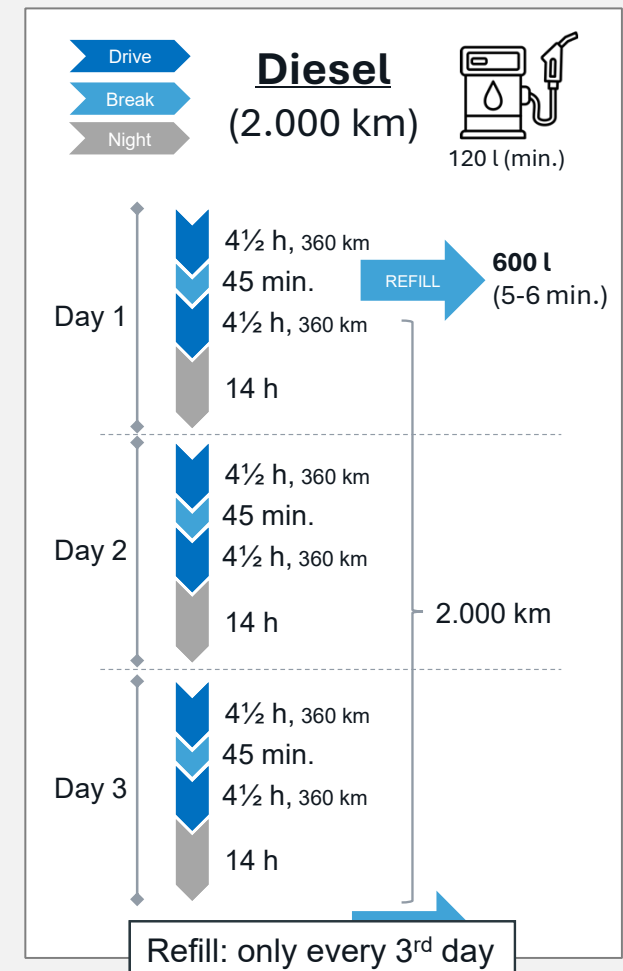 Drive
Break
Night
Diesel
(2.000 km)
120 l (min.)
Day 1
4½ h, 360 km
45 min.
4½ h, 360 km
14 h
REFILL
600 l
(5-6 min.)
Day 2
4½ h, 360 km
45 min.
4½ h, 360 km
14 h
2.000 km
Day 3
4½ h, 360 km
45 min.
4½ h, 360 km
14 h
Refill: only every 3rd day